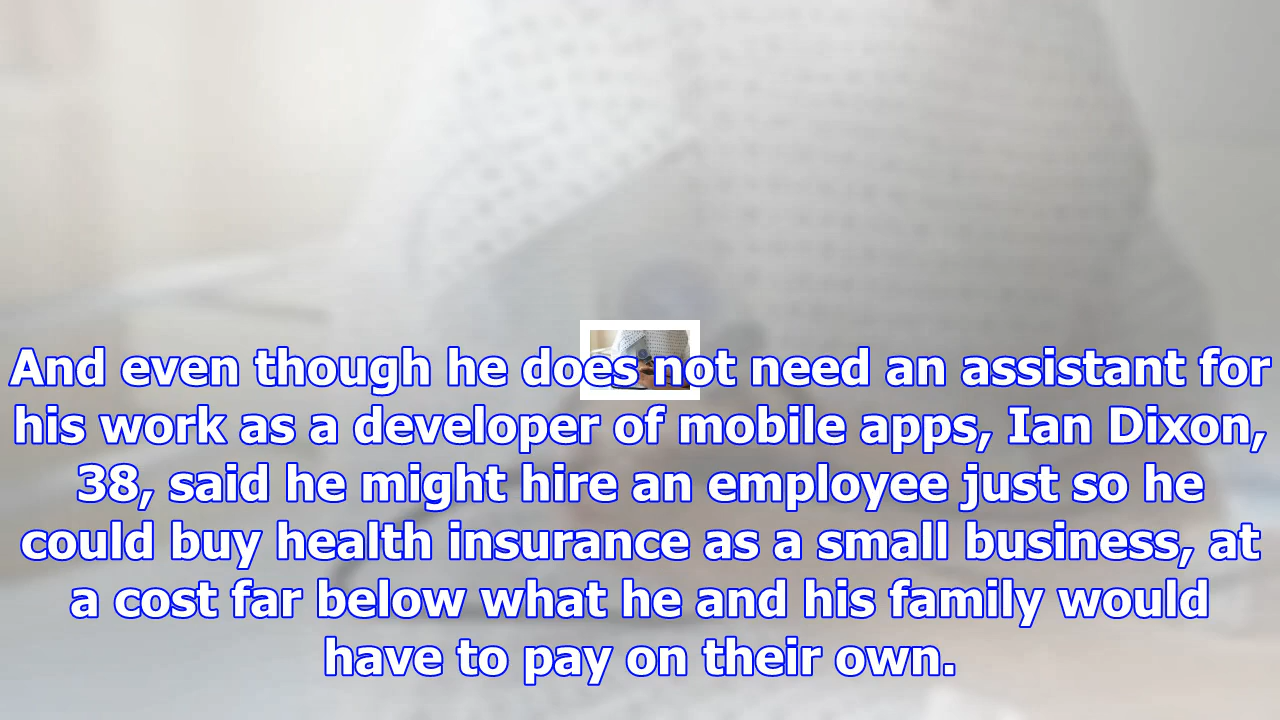 And even though he does not need an assistant for
his work as a developer of mobile apps, Ian Dixon,
38, said he might hire an employee just so he
could buy health insurance as a small business, at
a cost far below what he and his family would
have to pay on their own.